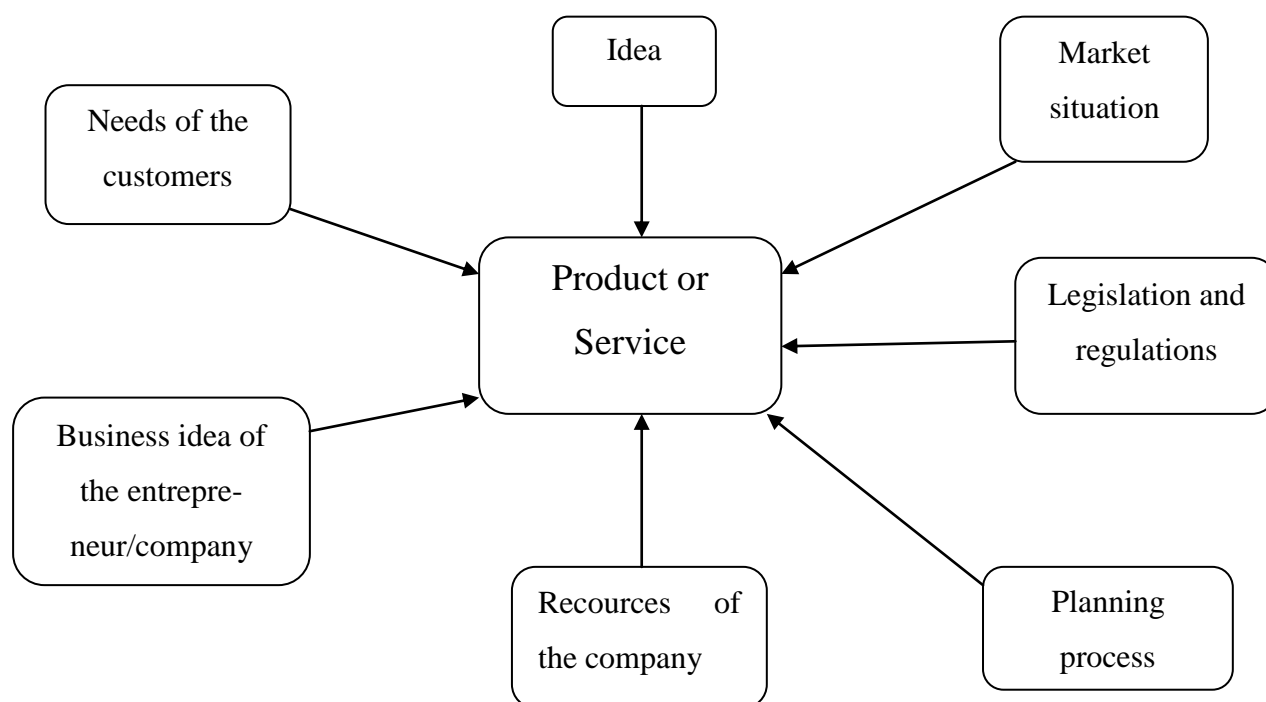 Idea
Market
situation
Needs of the
customers
Product or
Service
Legislation and
regulations
Business idea of
the entrepre-
neur/company
Recources of
the company
Planning
process